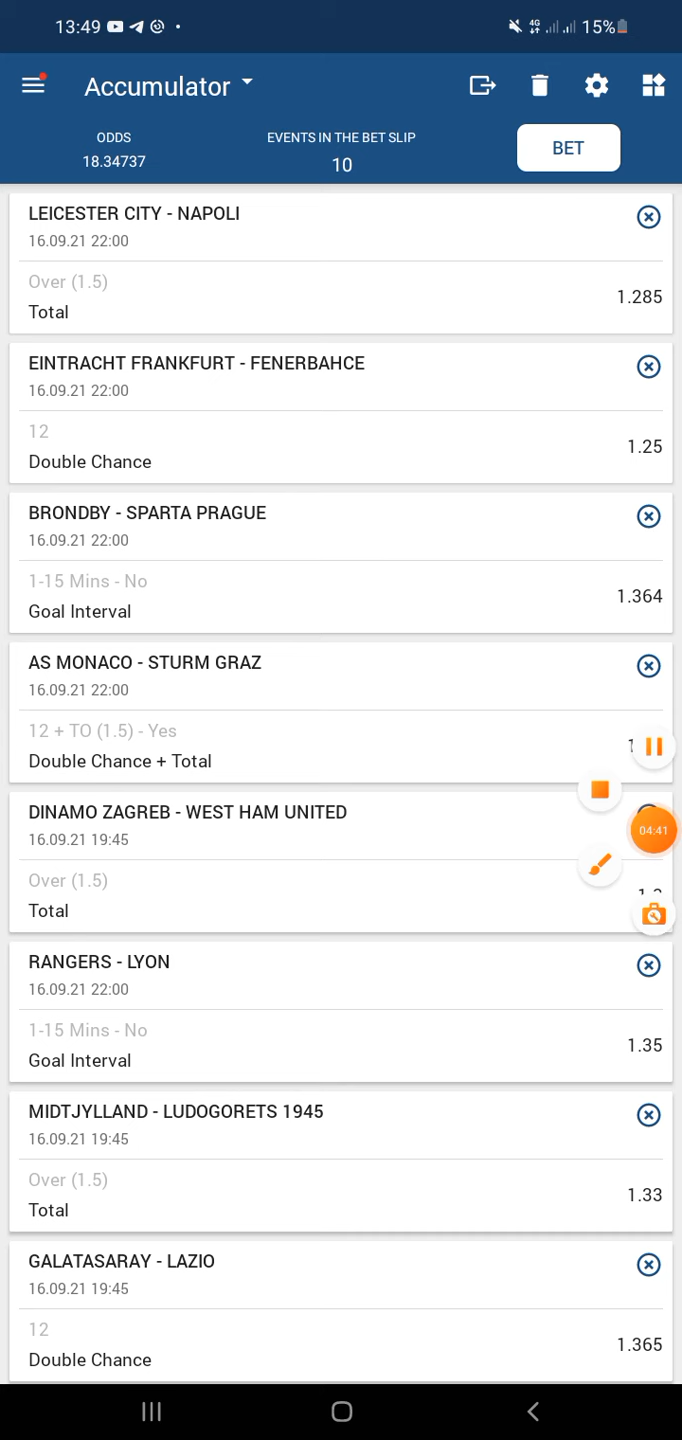 13:49
4G
15%
Accumulator
ODDS
18.34737
EVENTS IN THE BET SLIP
10
BET
LEICESTER CITY - NAPOLI
16.09.21 22:00
Over (1.5)
Total
1.285
EINTRACHT FRANKFURT - FENERBAHCE
16.09.21 22:00
12
Double Chance
1.25
BRONDBY - SPARTA PRAGUE
16.09.21 22:00
1-15 Mins - No
Goal Interval
1.364
AS MONACO - STURM GRAZ
16.09.21 22:00
12 + TO (1.5) - Yes
Double Chance + Total
DINAMO ZAGREB - WEST HAM UNITED
16.09.21 19:45
04:41
Over (1.5)
Total
RANGERS - LYON
16.09.21 22:00
1-15 Mins - No
Goal Interval
1.35
MIDTJYLLAND - LUDOGORETS 1945
16.09.21 19:45
Over (1.5)
Total
1.33
GALATASARAY - LAZIO
16.09.21 19:45
12
Double Chance
1.365